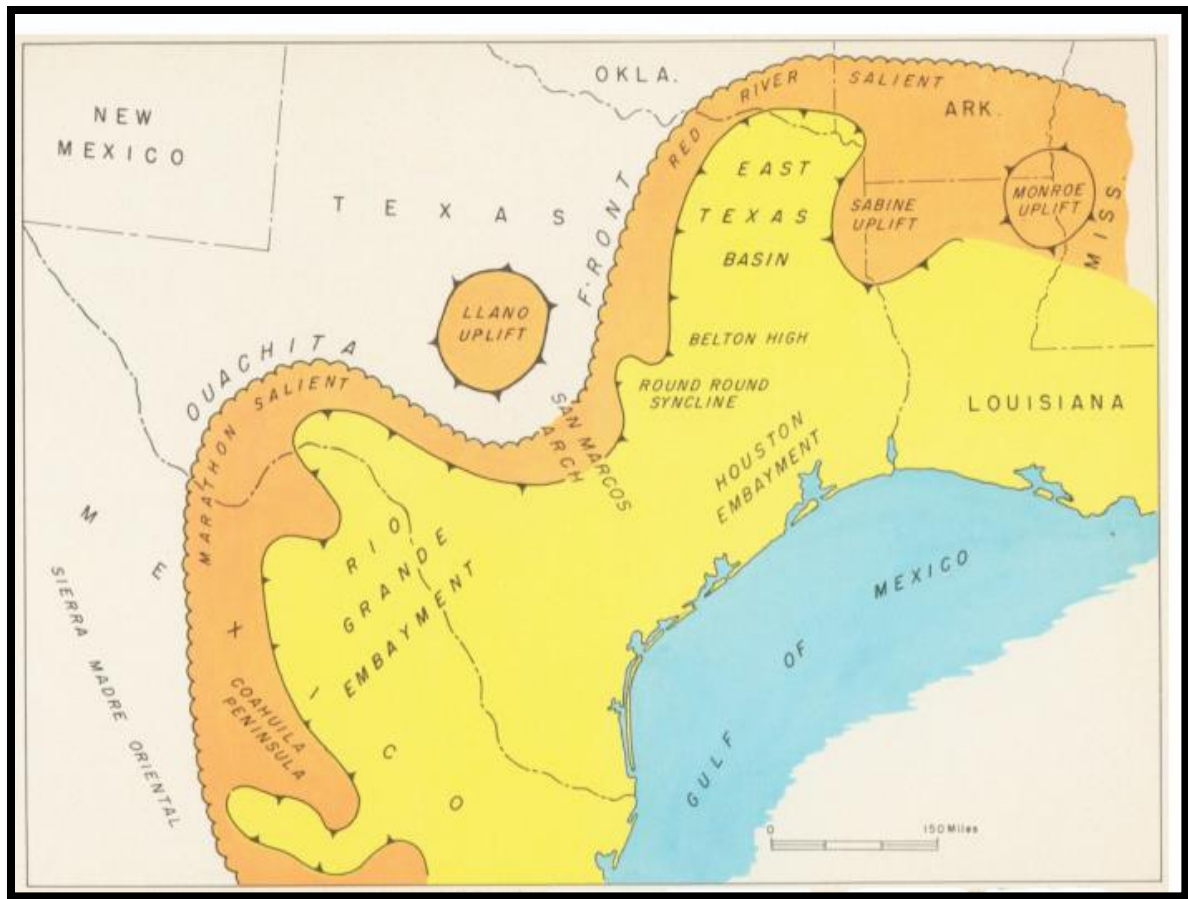 OKLA.
RED RIVER SALIENT
ARK.
NEW
MEXICO
EAST
TEXAS
BASIN
TEXAS
SABINE
UPLIFT
MONROE
UPLIFT
MISS
FRONT
LLANO
UPLIFT
BELTON HIGH
OUACHITA
ROUND ROUND
SYNCLINE
MARATHON SALIENT
SAN MARCOS
ARCH
LOUISIANA
HOUSTON
EMBAYMENT
MEXICO
RIO
GRANDE
EMBAYMENT
SIERRA MADRE ORIENTAL
COAHUILA
PENINSULA
GULF OF MEXICO
0 150 Miles